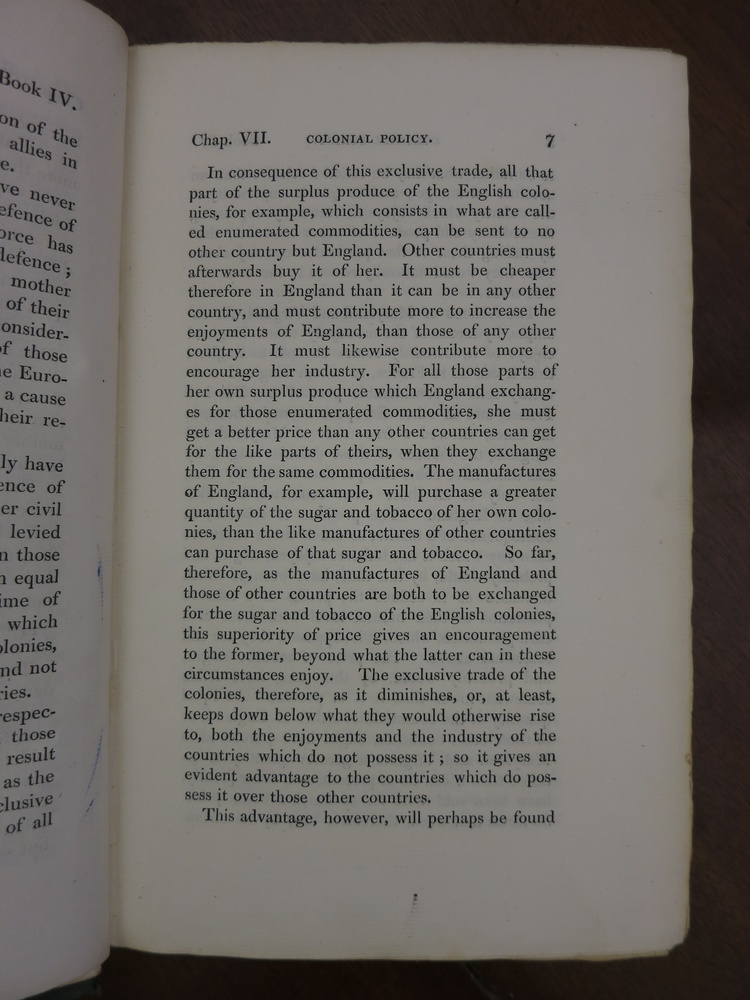 Book IV.
on of the
allies in
e.
ve never
efence of
orce has
lefence ;
mother
of their
onsider-
f those
e Euro-
a cause
heir re-
ly have
ence of
er civil
levied
n those
n equal
ime of
which
olonies,
nd not
ries.
respec-
those
result
as the
clusive
of all
Chap. VII. COLONIAL POLICY. 7
In consequence of this exclusive trade, all that
part of the surplus produce of the English colo-
nies, for example, which consists in what are call-
ed enumerated commodities, can be sent to no
other country but England. Other countries must
afterwards buy it of her. It must be cheaper
therefore in England than it can be in any other
country, and must contribute more to increase the
enjoyments of England, than those of any other
country. It must likewise contribute more to
encourage her industry. For all those parts of
her own surplus produce which England exchang-
es for those enumerated commodities, she must
get a better price than any other countries can get
for the like parts of theirs, when they exchange
them for the same commodities. The manufactures
of England, for example, will purchase a greater
quantity of the sugar and tobacco of her own colo-
nies, than the like manufactures of other countries
can purchase of that sugar and tobacco. So far,
therefore, as the manufactures of England and
those of other countries are both to be exchanged
for the sugar and tobacco of the English colonies,
this superiority of price gives an encouragement
to the former, beyond what the latter can in these
circumstances enjoy. The exclusive trade of the
colonies, therefore, as it diminishes, or, at least,
keeps down below what they would otherwise rise
to, both the enjoyments and the industry of the
countries which do not possess it ; so it gives an
evident advantage to the countries which do pos-
sess it over those other countries.
This advantage, however, will perhaps be found